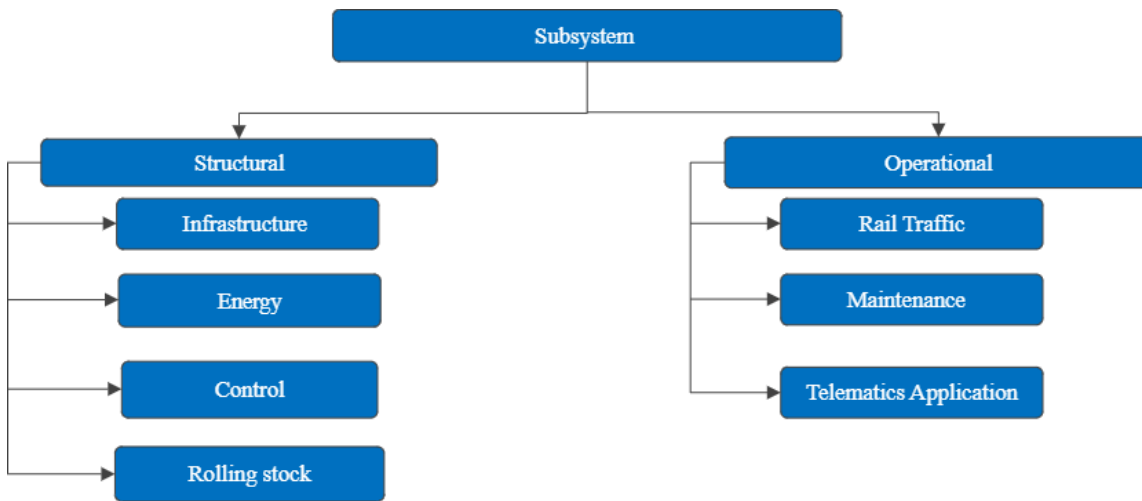 Subsystem
Structural
Operational
Infrastructure
Rail Traffic
Energy
Maintenance
Control
Telematics Application
Rolling stock